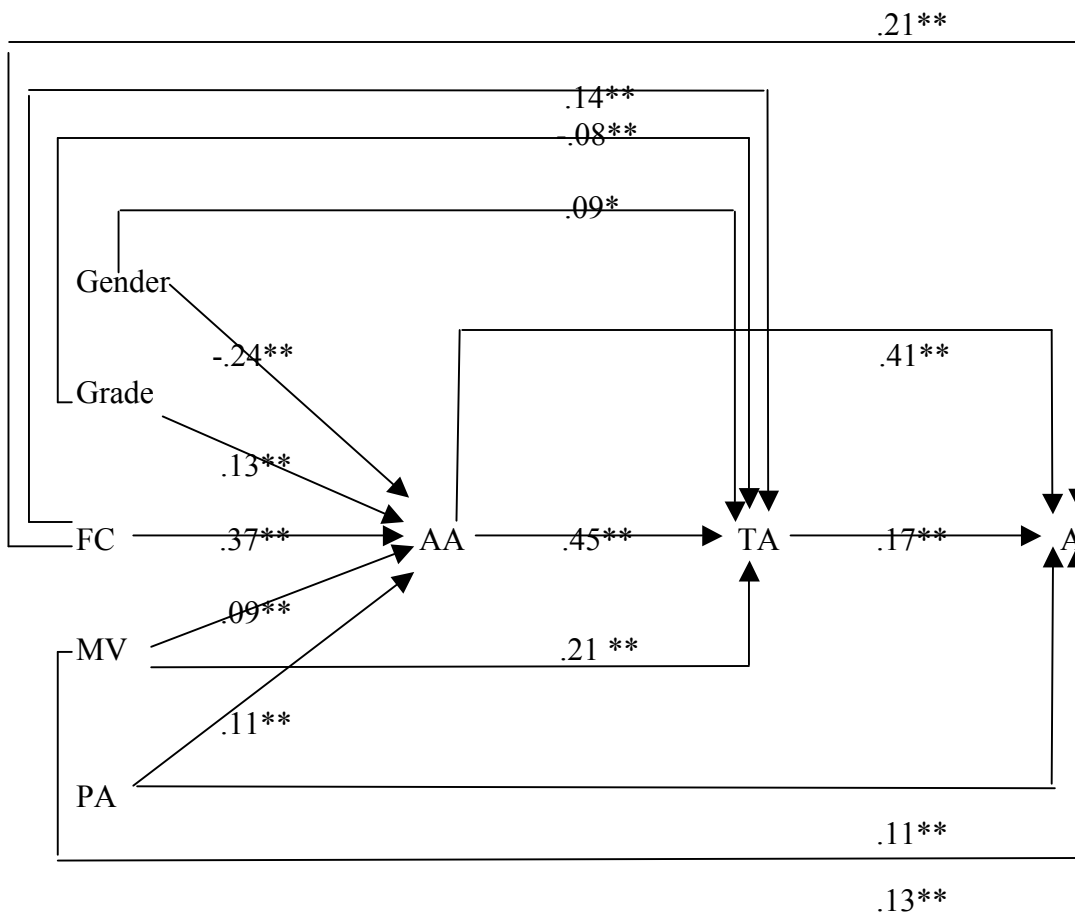 .21**
.14**
-.08**
.09*
Gender
-.24**
.41**
Grade
.13**
FC
.37**
AA
.45**
TA
.17**
.09**
MV
.21 **
.11**
PA
.11**
.13**